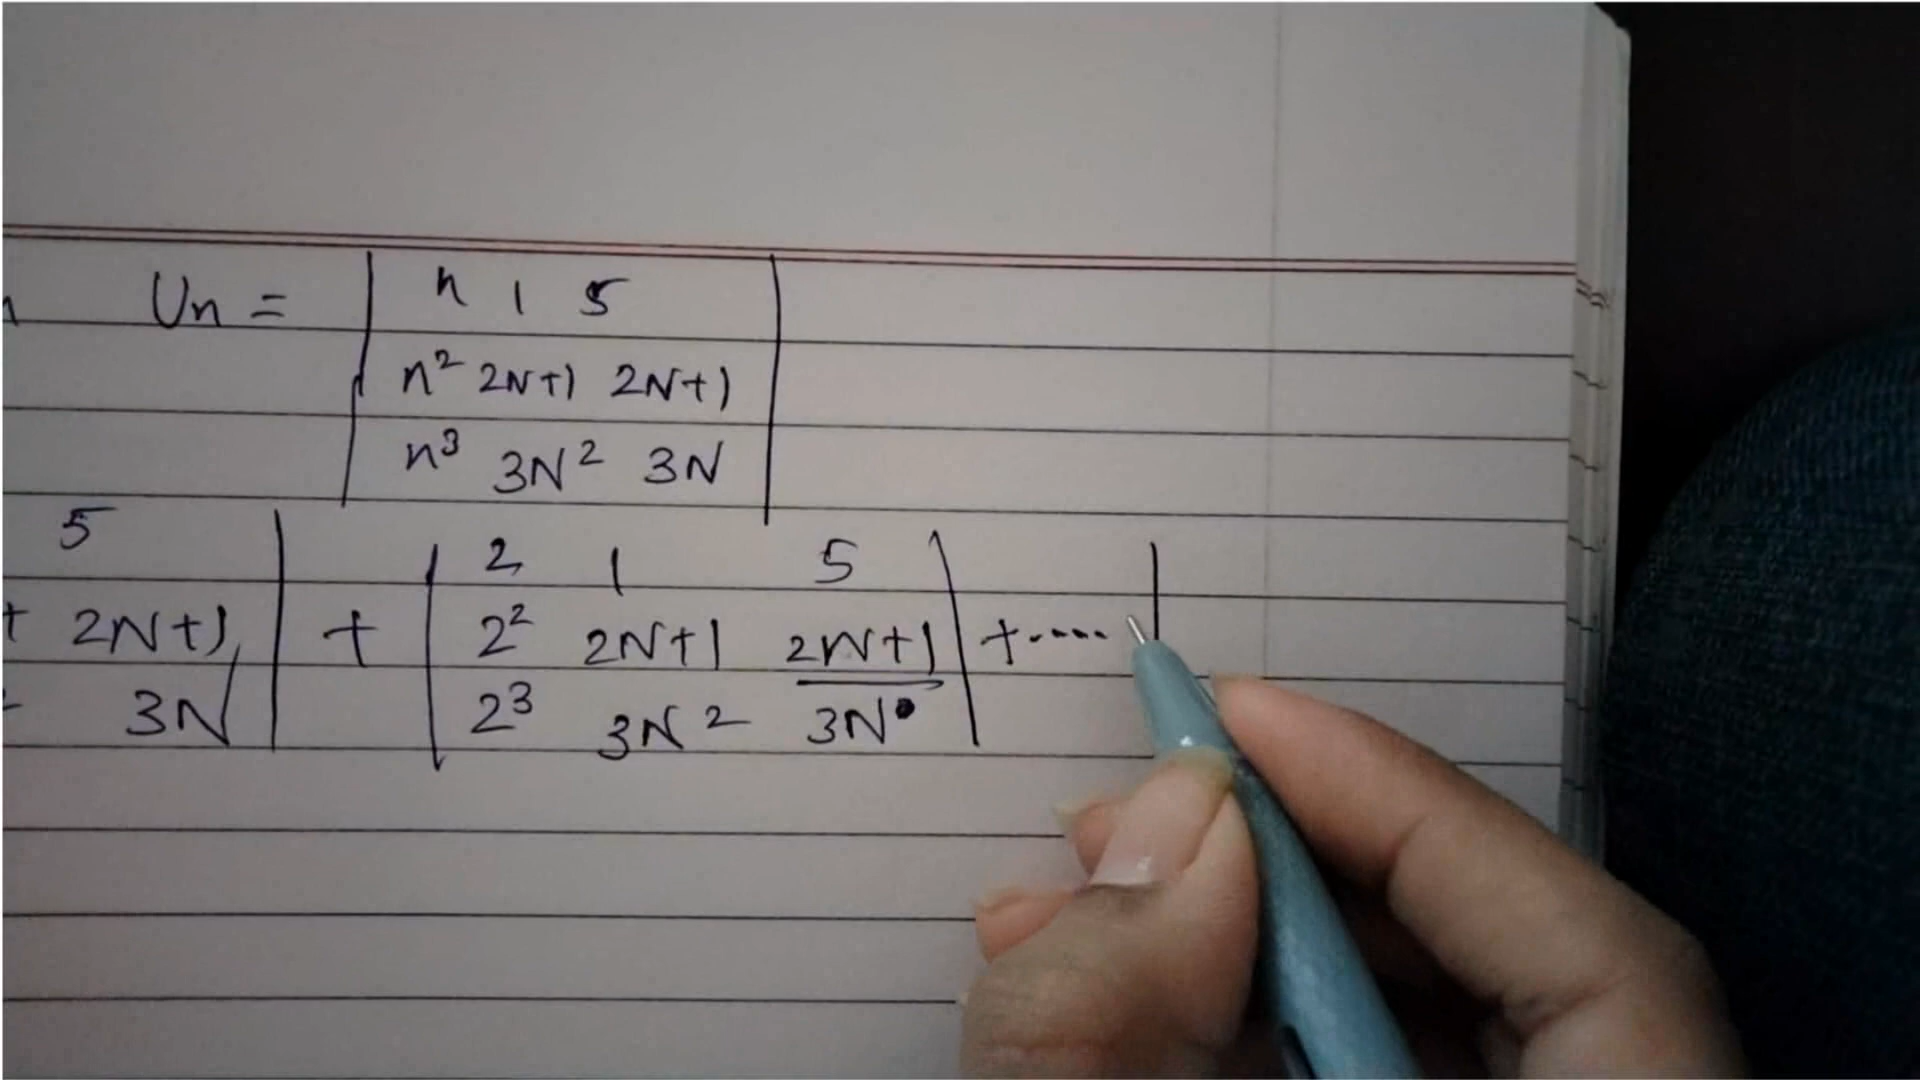 Un = | n 1 5 |
| n² 2N+1 2N+1 |
| n³ 3N² 3N |
5 | | 2 1 5 | |
+ 2N+1 | + | 2² 2N+1 2N+1 | +..... |
3N | | 2³ 3N² 3N |